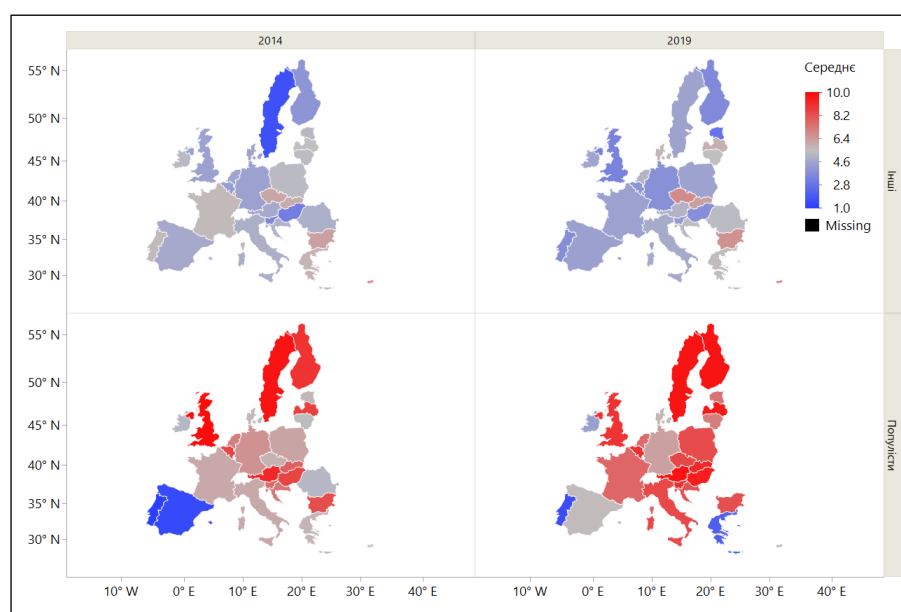 2014
2019
55° N
50° N
45° N
40° N
35° N
30° N
Середнє
10.0
8.2
6.4
4.6
2.8
1.0
Missing
Інші
55° N
50° N
45° N
40° N
35° N
30° N
Популісти
10° W
0° E
10° E
20° E
30° E
40° E
10° W
0° E
10° E
20° E
30° E
40° E